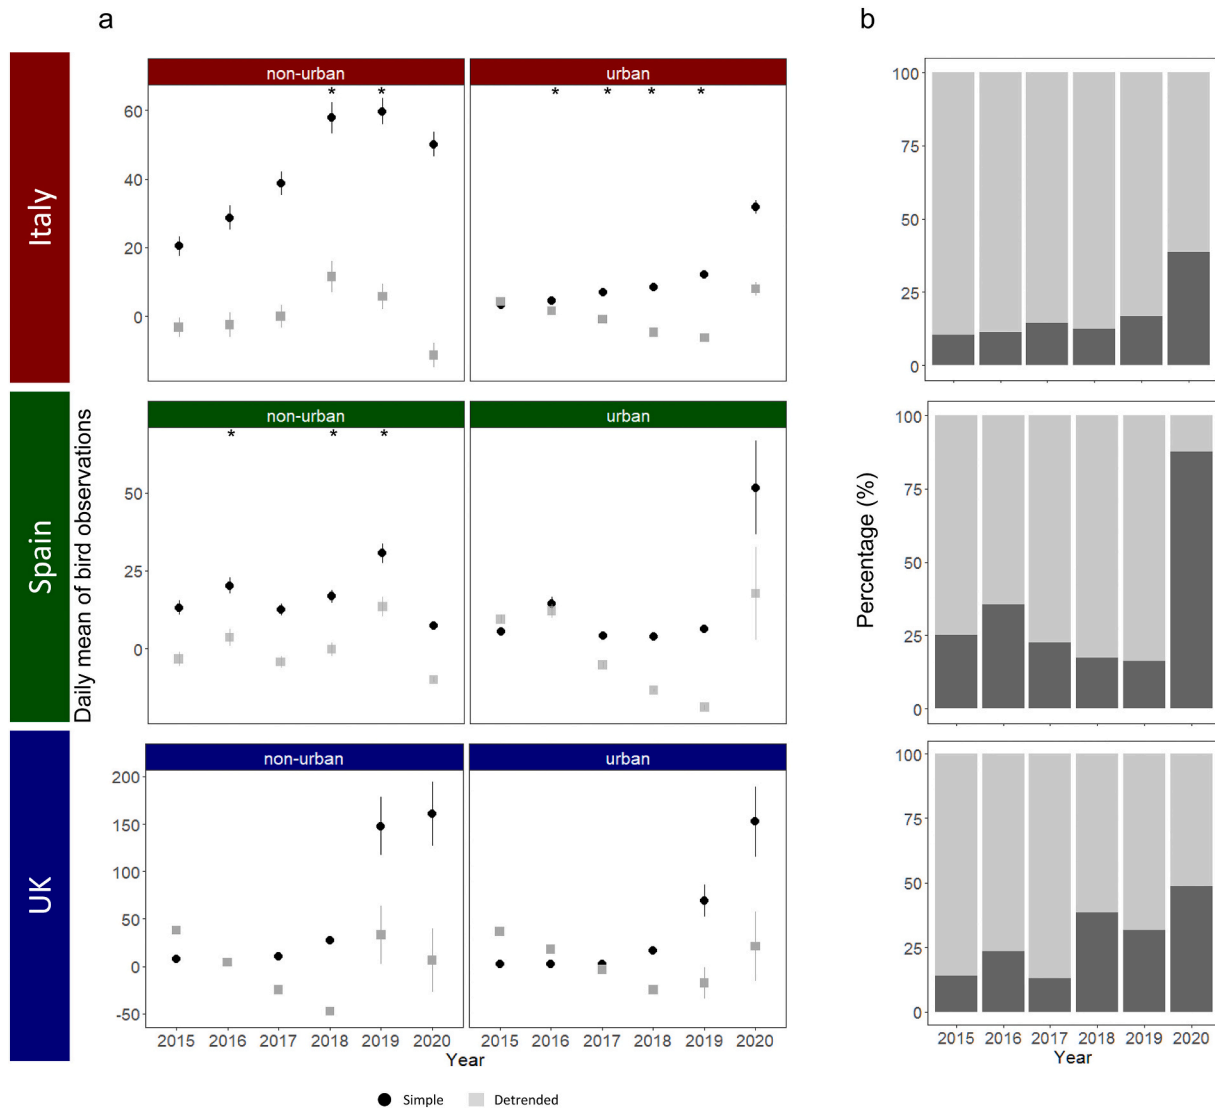 a
b
Italy
non-urban
urban
* *
* * * *
60
40
20
0
100
75
50
25
0
Spain
Daily mean of bird observations
non-urban
urban
* * *
50
25
0
Percentage (%)
100
75
50
25
0
UK
non-urban
urban
200
150
100
50
0
-50
2015 2016 2017 2018 2019 2020
2015 2016 2017 2018 2019 2020
Year
100
75
50
25
0
2015 2016 2017 2018 2019 2020
Year
Simple
Detrended